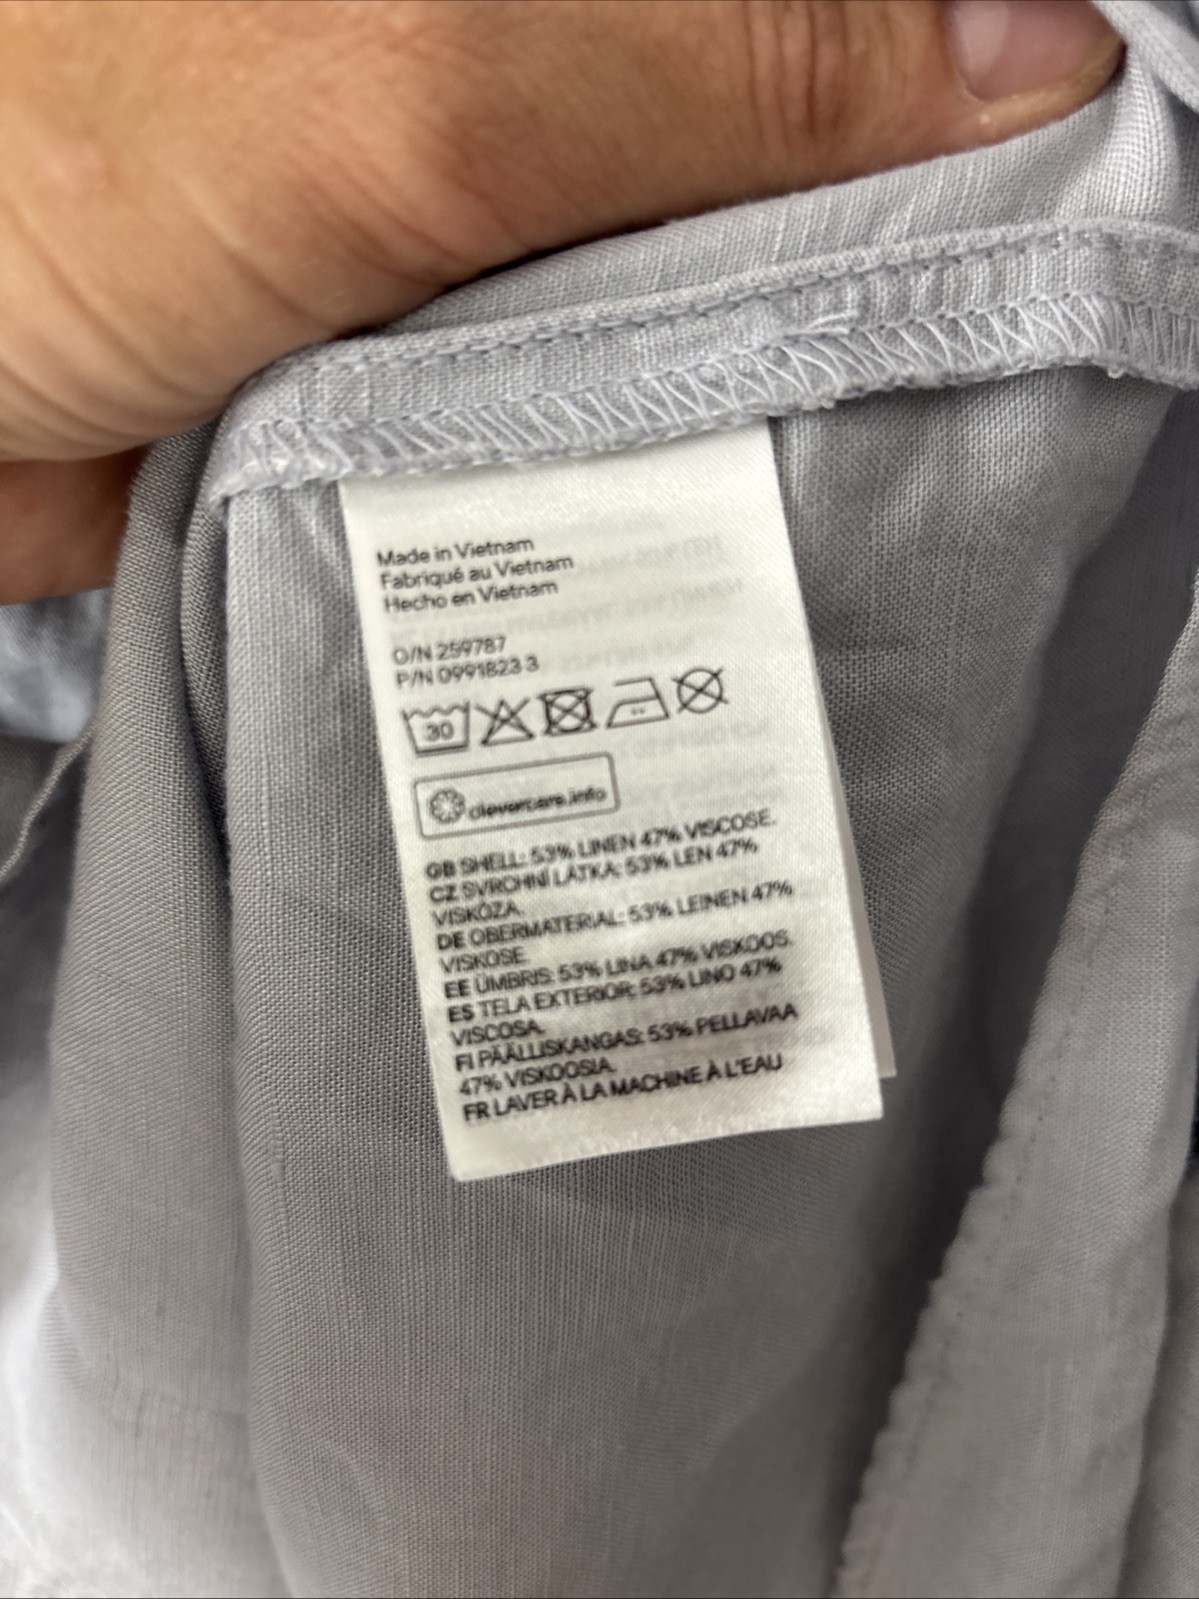 Made in Vietnam
Fabriqué au Vietnam
Hecho en Vietnam
O/N 259787
P/N 0991823 3
30
clevercare.info
GB SHELL: 53% LINEN 47% VISCOSE.
CZ SVRCHNÍ LÁTKA: 53% LEN 47%
VISKÓZA.
DE OBERMATERIAL: 53% LEINEN 47%
VISKOSE.
EE ÜMBRIS: 53% LINA 47% VISKOOS.
ES TELA EXTERIOR: 53% LINO 47%
VISCOSA.
FI PÄÄLLISKANGAS: 53% PELLAVAA
47% VISKOOSIA.
FR LAVER À LA MACHINE À L'EAU